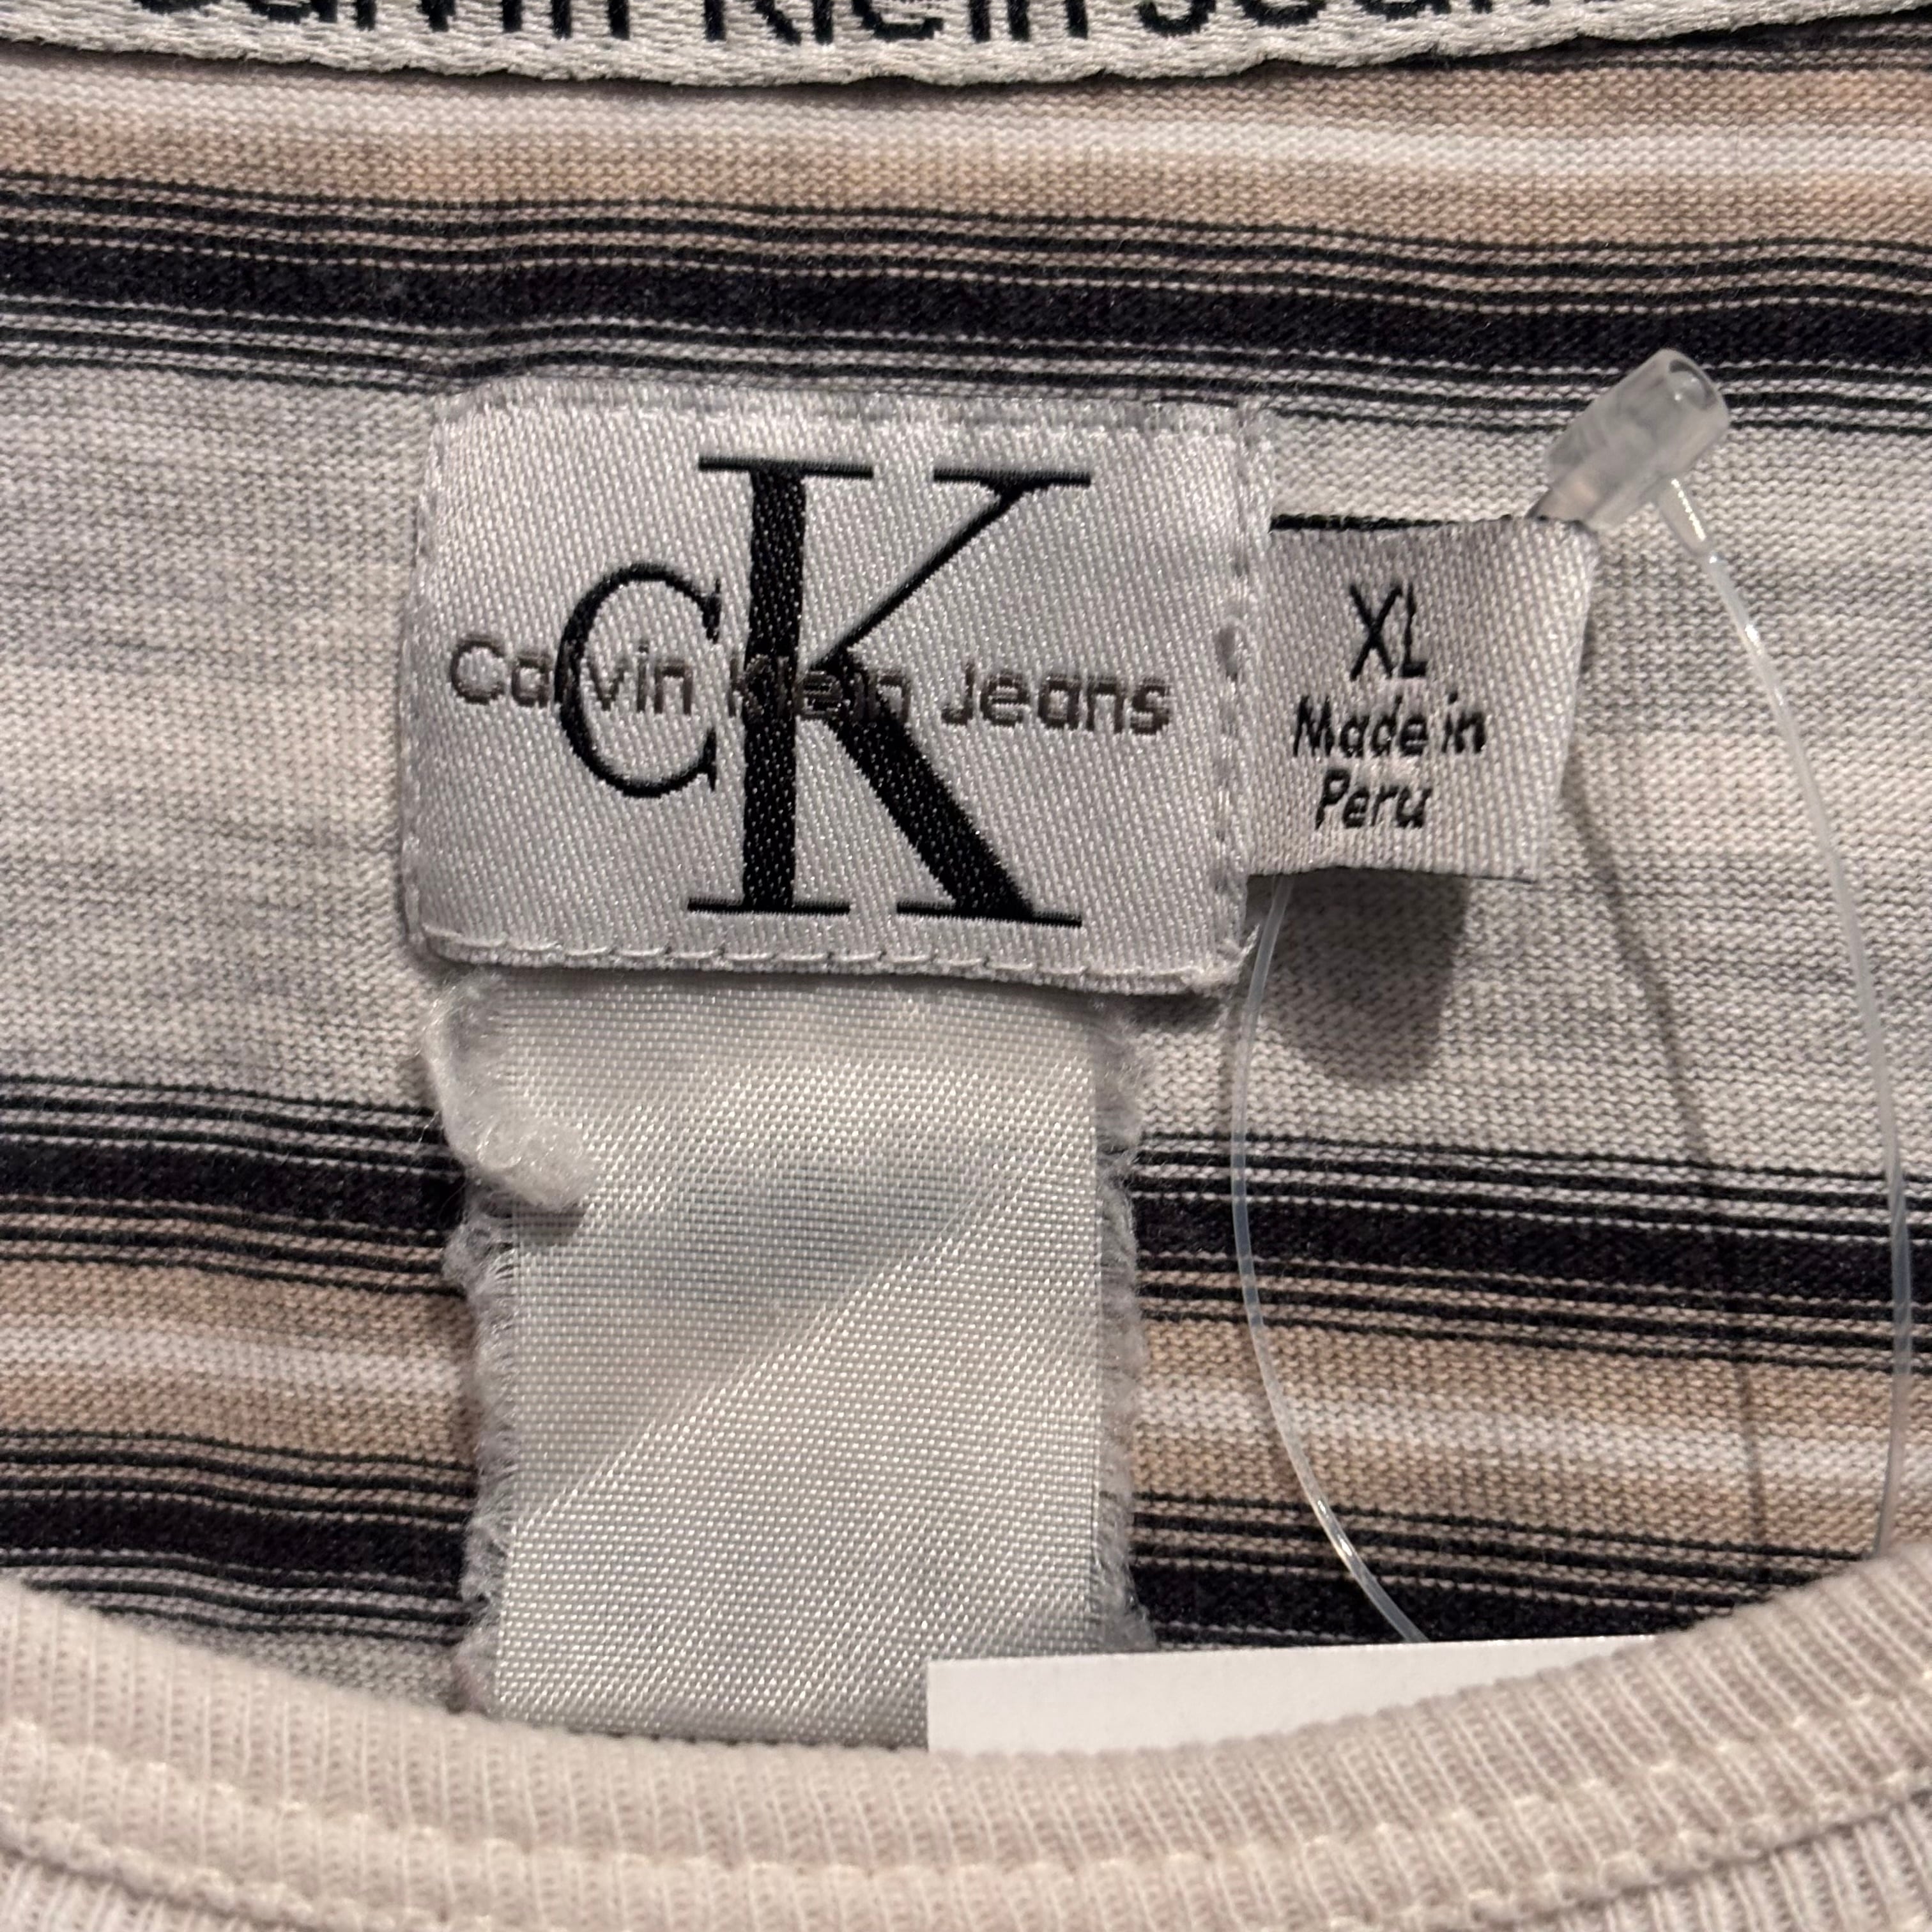 Calvin Klein Jeans
CK
Calvin Klein Jeans
XL
Made in
Peru